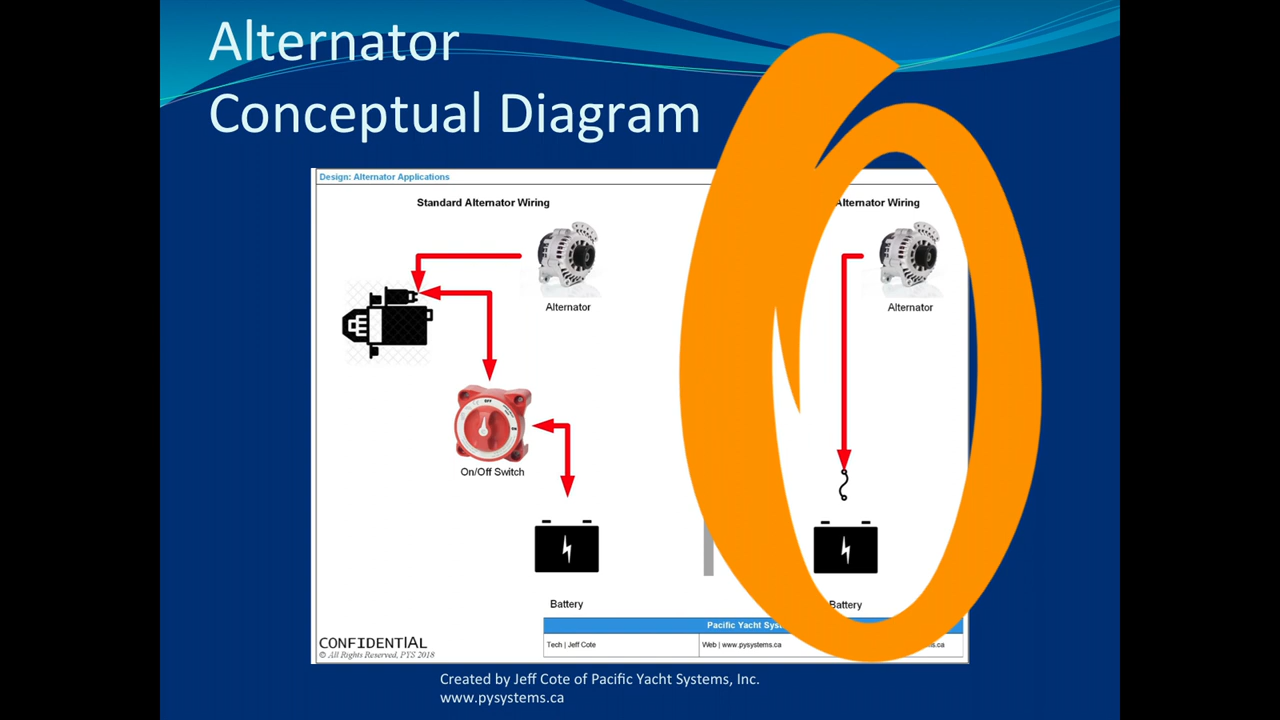 Alternator
Conceptual Diagram
Design: Alternator Applications
Standard Alternator Wiring
Alternator Wiring
Alternator
Alternator
OFF
ON
On/Off Switch
Battery
Battery
Pacific Yacht
Tech | Jeff Cote
Web | www.pysystems.ca
CONFIDENTIAL
© All Rights Reserved, PYS 2018
Created by Jeff Cote of Pacific Yacht Systems, Inc.
www.pysystems.ca